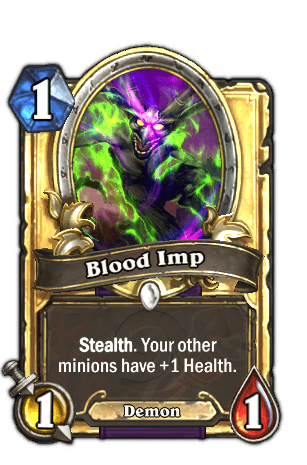 1
Blood Imp
Stealth. Your other
minions have +1 Health.
1
Demon
1